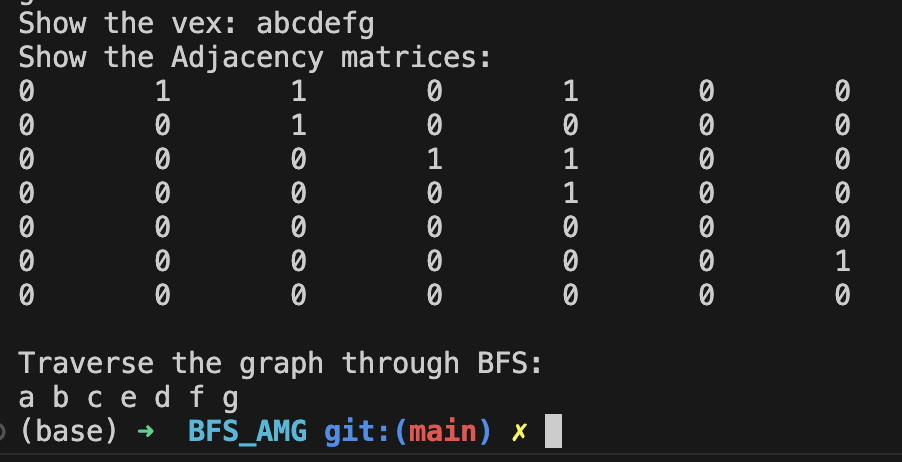 Show the vex: abcdefg
Show the Adjacency matrices:
0 1 1 0 1 0 0
0 0 1 0 0 0 0
0 0 0 1 1 0 0
0 0 0 0 1 0 0
0 0 0 0 0 0 0
0 0 0 0 0 0 1
0 0 0 0 0 0 0
Traverse the graph through BFS:
a b c e d f g
(base) ➜ BFS_AMG git:(main) ✗